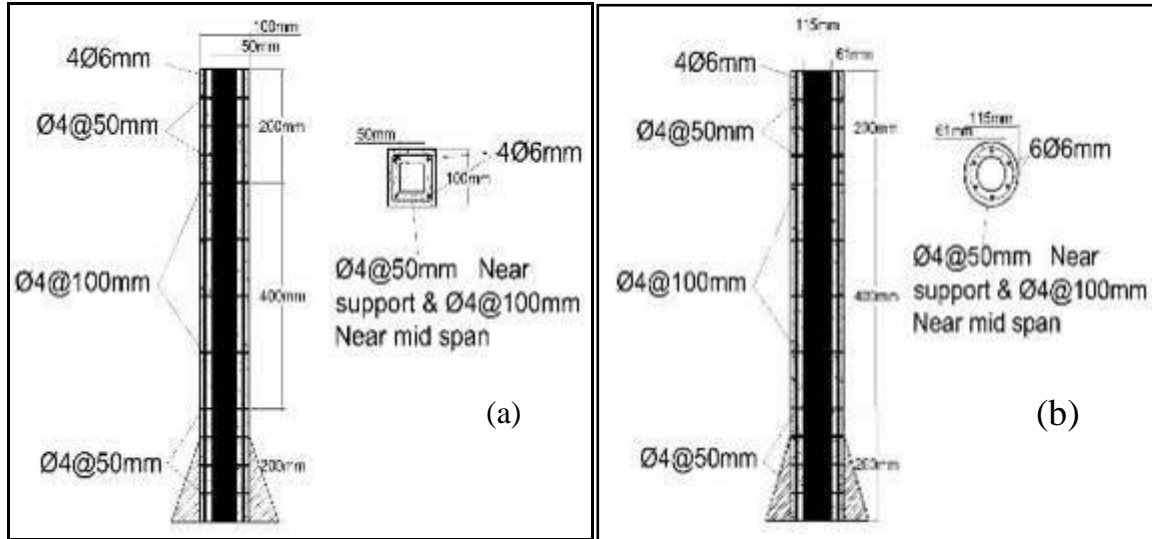 100mm
50mm
4Ø6mm
Ø4@50mm
200mm
50mm
4Ø6mm
100mm
Ø4@50mm Near
support & Ø4@100mm
Near mid span
Ø4@100mm
400mm
(a)
Ø4@50mm
200mm
115mm
61mm
4Ø6mm
Ø4@50mm
200mm
115mm
61mm
6Ø6mm
Ø4@50mm Near
support & Ø4@100mm
Near mid span
Ø4@100mm
400mm
(b)
Ø4@50mm
200mm